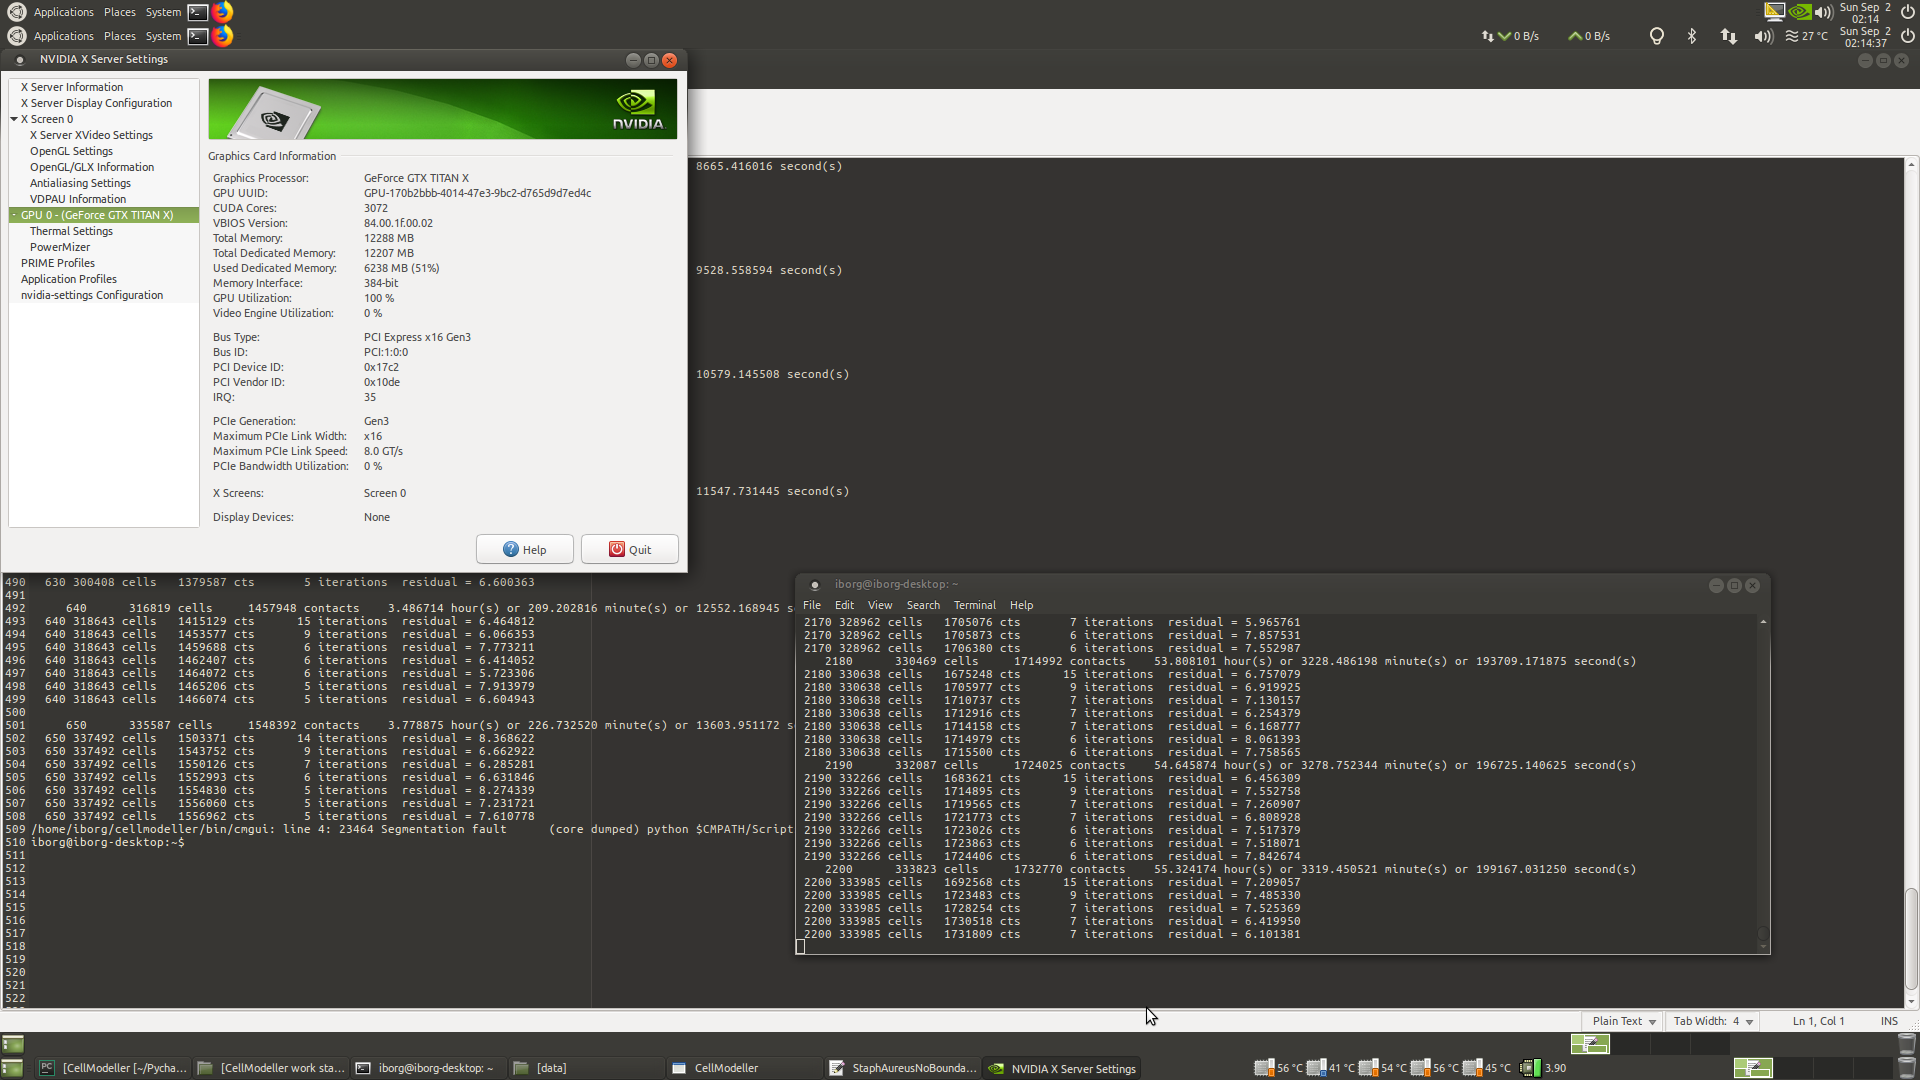 Applications Places System
Sun Sep 2
02:14
Applications Places System
0 B/s
0 B/s
27 °C
Sun Sep 2
02:14:37
NVIDIA X Server Settings
X Server Information
X Server Display Configuration
X Screen 0
X Server XVideo Settings
OpenGL Settings
OpenGL/GLX Information
Antialiasing Settings
VDPAU Information
GPU 0 - (GeForce GTX TITAN X)
Thermal Settings
PowerMizer
PRIME Profiles
Application Profiles
nvidia-settings Configuration
NVIDIA.
Graphics Card Information
Graphics Processor: GeForce GTX TITAN X
GPU UUID: GPU-170b2bbb-4014-47e3-9bc2-d765d9d7ed4c
CUDA Cores: 3072
VBIOS Version: 84.00.1f.00.02
Total Memory: 12288 MB
Total Dedicated Memory: 12207 MB
Used Dedicated Memory: 6238 MB (51%)
Memory Interface: 384-bit
GPU Utilization: 100 %
Video Engine Utilization: 0 %
Bus Type: PCI Express x16 Gen3
Bus ID: PCI:1:0:0
PCI Device ID: 0x17c2
PCI Vendor ID: 0x10de
IRQ: 35
PCIe Generation: Gen3
Maximum PCIe Link Width: x16
Maximum PCIe Link Speed: 8.0 GT/s
PCIe Bandwidth Utilization: 0 %
X Screens: Screen 0
Display Devices: None
Help
Quit
8665.416016 second(s)
9528.558594 second(s)
10579.145508 second(s)
11547.731445 second(s)
490 630 300408 cells 1379587 cts 5 iterations residual = 6.600363
491
492 640 316819 cells 1457948 contacts 3.486714 hour(s) or 209.202816 minute(s) or 12552.168945 s
493 640 318643 cells 1415129 cts 15 iterations residual = 6.464812
494 640 318643 cells 1453577 cts 9 iterations residual = 6.066353
495 640 318643 cells 1459688 cts 6 iterations residual = 7.773211
496 640 318643 cells 1462407 cts 6 iterations residual = 6.414052
497 640 318643 cells 1464072 cts 6 iterations residual = 5.723306
498 640 318643 cells 1465206 cts 5 iterations residual = 7.913979
499 640 318643 cells 1466074 cts 5 iterations residual = 6.604943
500
501 650 335587 cells 1548392 contacts 3.778875 hour(s) or 226.732520 minute(s) or 13603.951172 s
502 650 337492 cells 1503371 cts 14 iterations residual = 8.368622
503 650 337492 cells 1543752 cts 9 iterations residual = 6.662922
504 650 337492 cells 1550126 cts 7 iterations residual = 6.285281
505 650 337492 cells 1552993 cts 6 iterations residual = 6.631846
506 650 337492 cells 1554830 cts 5 iterations residual = 8.274339
507 650 337492 cells 1556060 cts 5 iterations residual = 7.231721
508 650 337492 cells 1556962 cts 5 iterations residual = 7.610778
509 /home/iborg/cellmodeller/bin/cmgui: line 4: 23464 Segmentation fault (core dumped) python $CMPATH/Script
510 iborg@iborg-desktop:~$
511
512
513
514
515
516
517
518
519
520
521
522
iborg@iborg-desktop: ~
File Edit View Search Terminal Help
2170 328962 cells 1705076 cts 7 iterations residual = 5.965761
2170 328962 cells 1705873 cts 6 iterations residual = 7.857531
2170 328962 cells 1706380 cts 6 iterations residual = 7.552987
2180 330469 cells 1714992 contacts 53.808101 hour(s) or 3228.486198 minute(s) or 193709.171875 second(s)
2180 330638 cells 1675248 cts 15 iterations residual = 6.757079
2180 330638 cells 1705977 cts 9 iterations residual = 6.919925
2180 330638 cells 1710737 cts 7 iterations residual = 7.130157
2180 330638 cells 1712916 cts 7 iterations residual = 6.254379
2180 330638 cells 1714158 cts 7 iterations residual = 6.168777
2180 330638 cells 1714979 cts 6 iterations residual = 8.061393
2180 330638 cells 1715500 cts 6 iterations residual = 7.758565
2190 332087 cells 1724025 contacts 54.645874 hour(s) or 3278.752344 minute(s) or 196725.140625 second(s)
2190 332266 cells 1683621 cts 15 iterations residual = 6.456309
2190 332266 cells 1714895 cts 9 iterations residual = 7.552758
2190 332266 cells 1719565 cts 7 iterations residual = 7.260907
2190 332266 cells 1721773 cts 7 iterations residual = 6.808928
2190 332266 cells 1723026 cts 6 iterations residual = 7.517379
2190 332266 cells 1723863 cts 6 iterations residual = 7.518071
2190 332266 cells 1724406 cts 6 iterations residual = 7.842674
2200 333823 cells 1732770 contacts 55.324174 hour(s) or 3319.450521 minute(s) or 199167.031250 second(s)
2200 333985 cells 1692568 cts 15 iterations residual = 7.209057
2200 333985 cells 1723483 cts 9 iterations residual = 7.485330
2200 333985 cells 1728254 cts 7 iterations residual = 7.525369
2200 333985 cells 1730518 cts 7 iterations residual = 6.419950
2200 333985 cells 1731809 cts 7 iterations residual = 6.101381
Plain Text Tab Width: 4 Ln 1, Col 1 INS
[CellModeller [~/Pycha...
[CellModeller work sta...
iborg@iborg-desktop: ~
[data]
CellModeller
StaphAureusNoBounda...
NVIDIA X Server Settings
56 °C 41 °C 54 °C 56 °C 45 °C 3.90